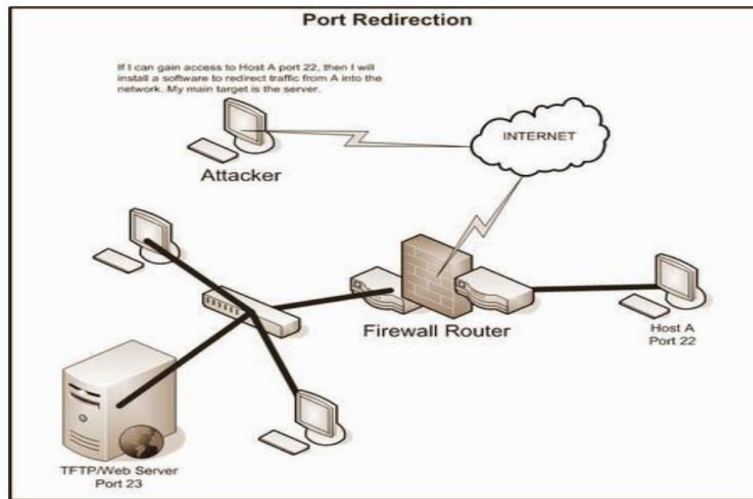 Port Redirection
If I can gain access to Host A port 22, then I will
install a software to redirect traffic from A into the
network. My main target is the server.
INTERNET
Attacker
Firewall Router
Host A
Port 22
TFTP/Web Server
Port 23